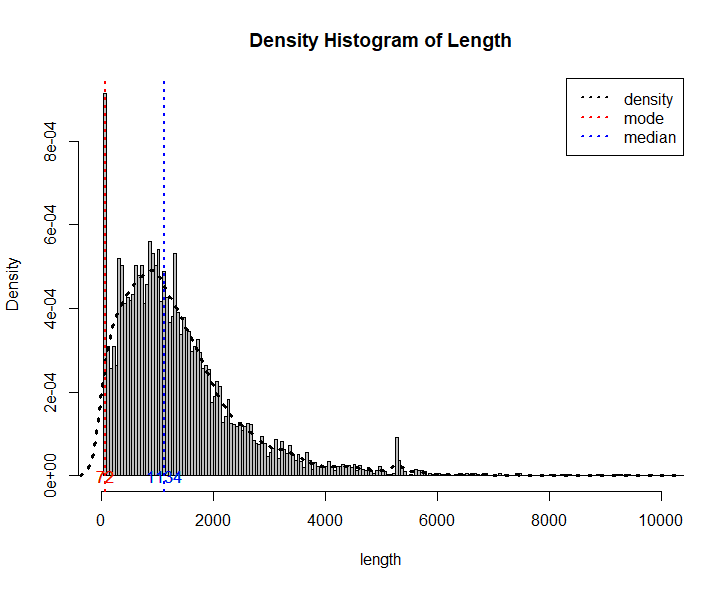 Density Histogram of Length
density
mode
median
Density
8e-04
6e-04
4e-04
2e-04
0e+00
72
1134
0 2000 4000 6000 8000 10000
length